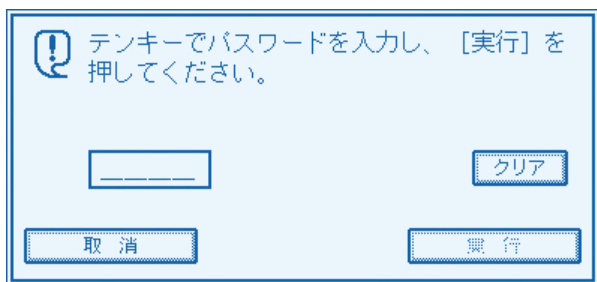 テンキーでパスワードを入力し、［実行］を
押してください。
____
クリア
取 消
実 行